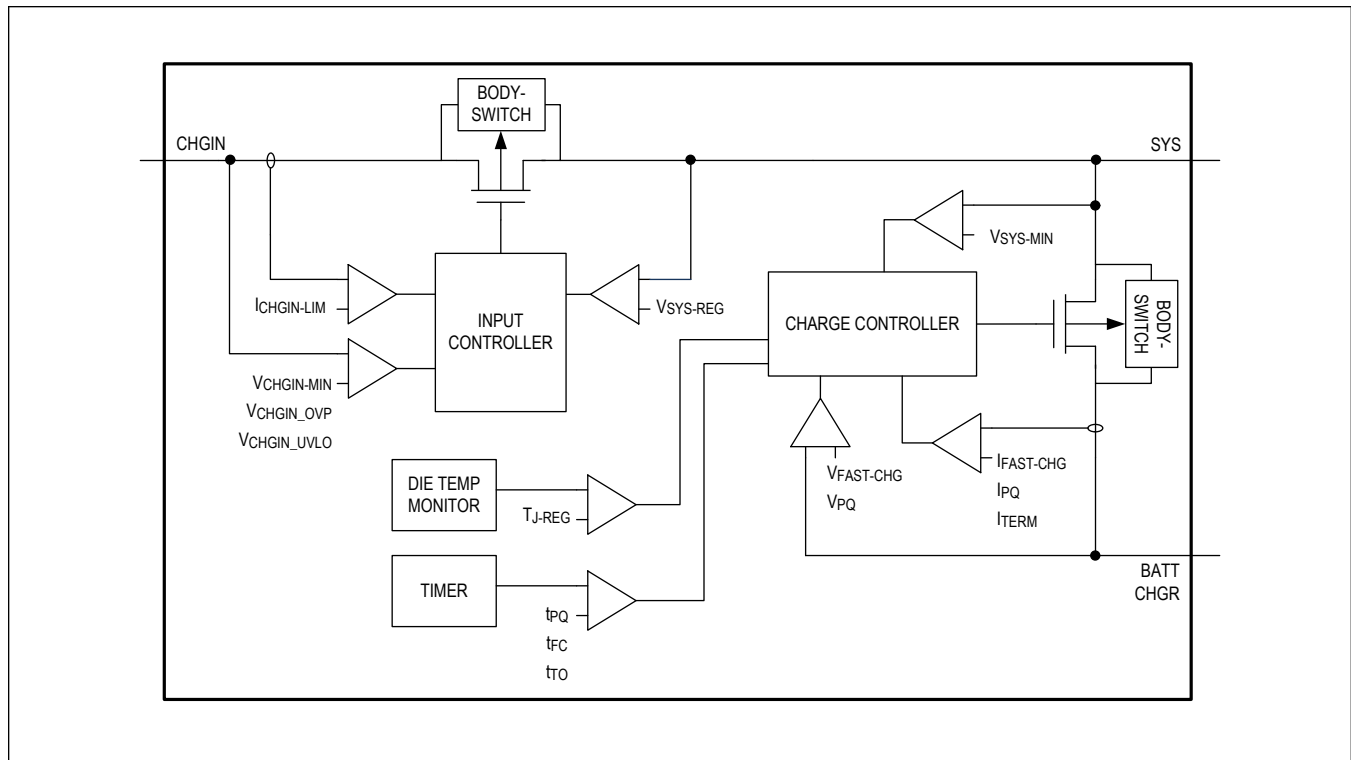 BODY-
SWITCH
CHGIN
SYS
VSYS-MIN
ICHGIN-LIM
INPUT
CONTROLLER
VSYS-REG
CHARGE CONTROLLER
BODY-
SWITCH
VCHGIN-MIN
VCHGIN_OVP
VCHGIN_UVLO
DIE TEMP
MONITOR
TJ-REG
VFAST-CHG
VPQ
IFAST-CHG
IPQ
ITERM
TIMER
tPQ
tFC
tTO
BATT
CHGR